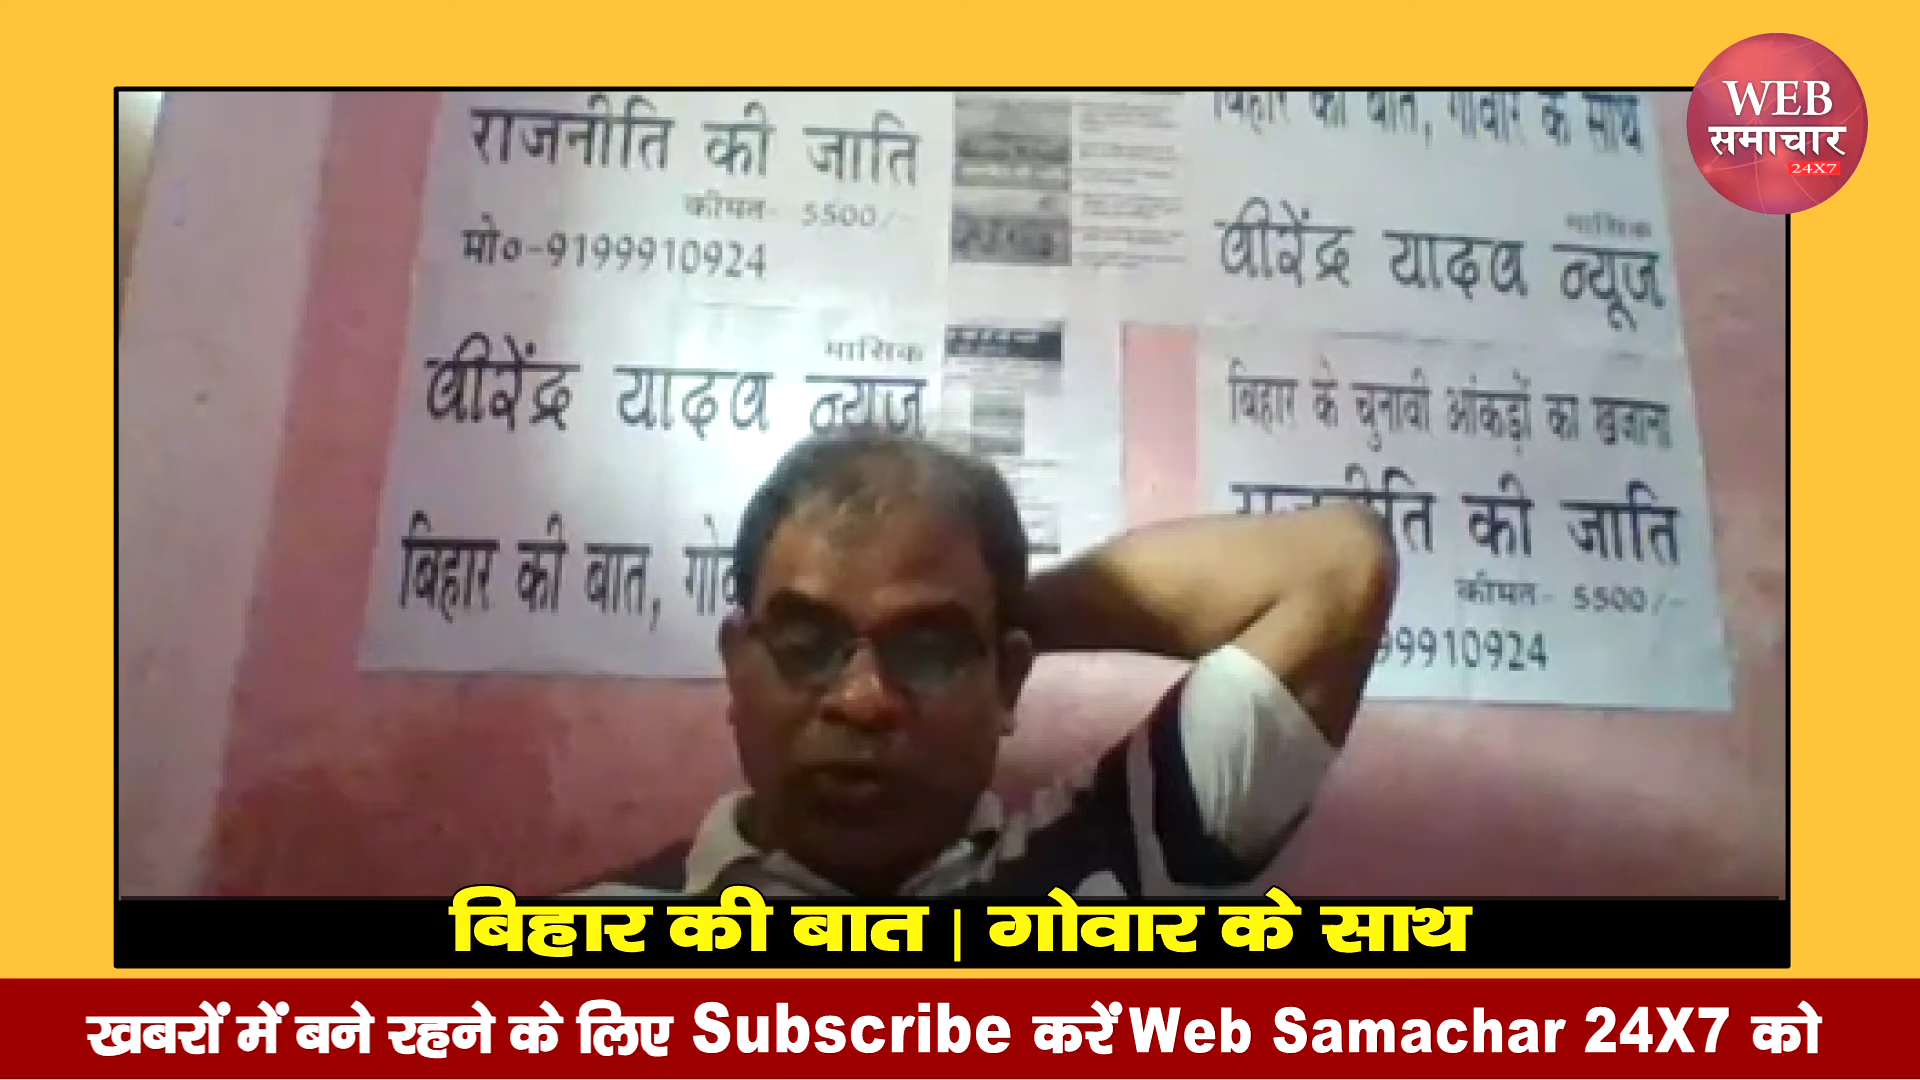 WEB
समाचार
24X7
राजनीति की जाति
कीमत- 5500/-
मो०-9199910924
मासिक
वीरेंद्र यादव न्यूज
बिहार की बात,
बिहार की बात, गोवार के साथ
मासिक
वीरेंद्र यादव न्यूज
बिहार के चुनावी आंकड़ों का खजाना
की जाति
कीमत- 5500/-
99910924
बिहार की बात | गोवार के साथ
खबरों में बने रहने के लिए Subscribe करें Web Samachar 24X7 को